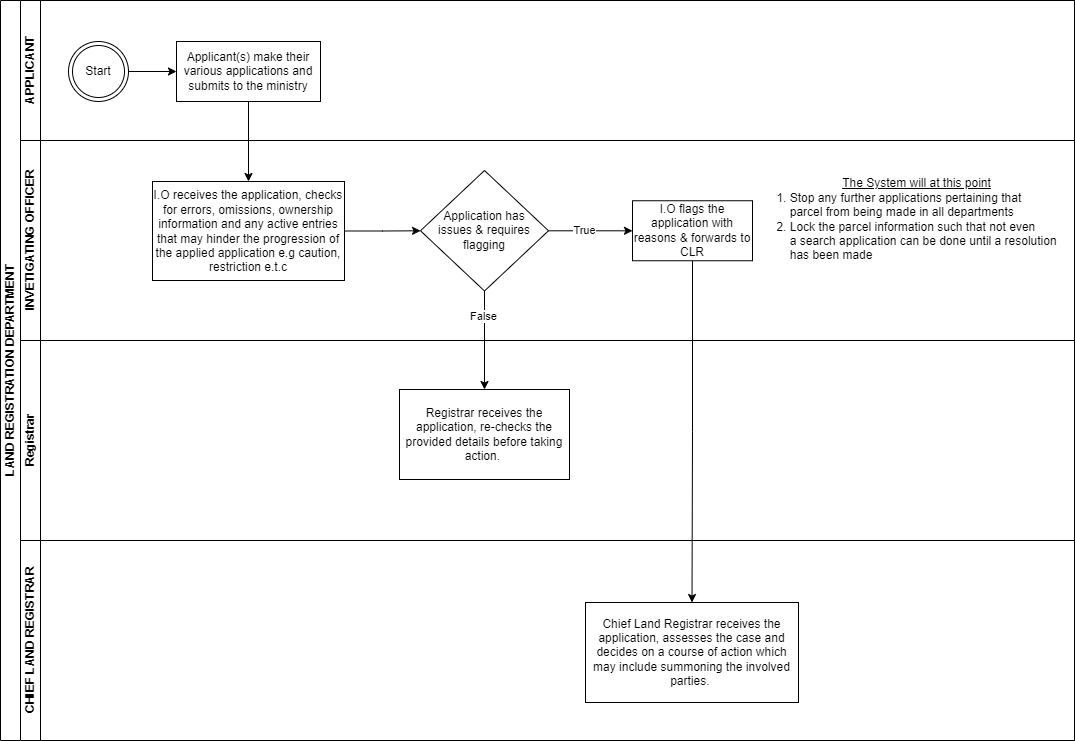 LAND REGISTRATION DEPARTMENT
APPLICANT
Start
Applicant(s) make their
various applications and
submits to the ministry
INVETIGATING OFFICER
I.O receives the application, checks
for errors, omissions, ownership
information and any active entries
that may hinder the progression of
the applied application e.g caution,
restriction e.t.c
Application has
issues & requires
flagging
True
False
I.O flags the
application with
reasons & forwards to
CLR
The System will at this point
1. Stop any further applications pertaining that
parcel from being made in all departments
2. Lock the parcel information such that not even
a search application can be done until a resolution
has been made
Registrar
Registrar receives the
application, re-checks the
provided details before taking
action.
CHIEF LAND REGISTRAR
Chief Land Registrar receives the
application, assesses the case and
decides on a course of action which
may include summoning the involved
parties.